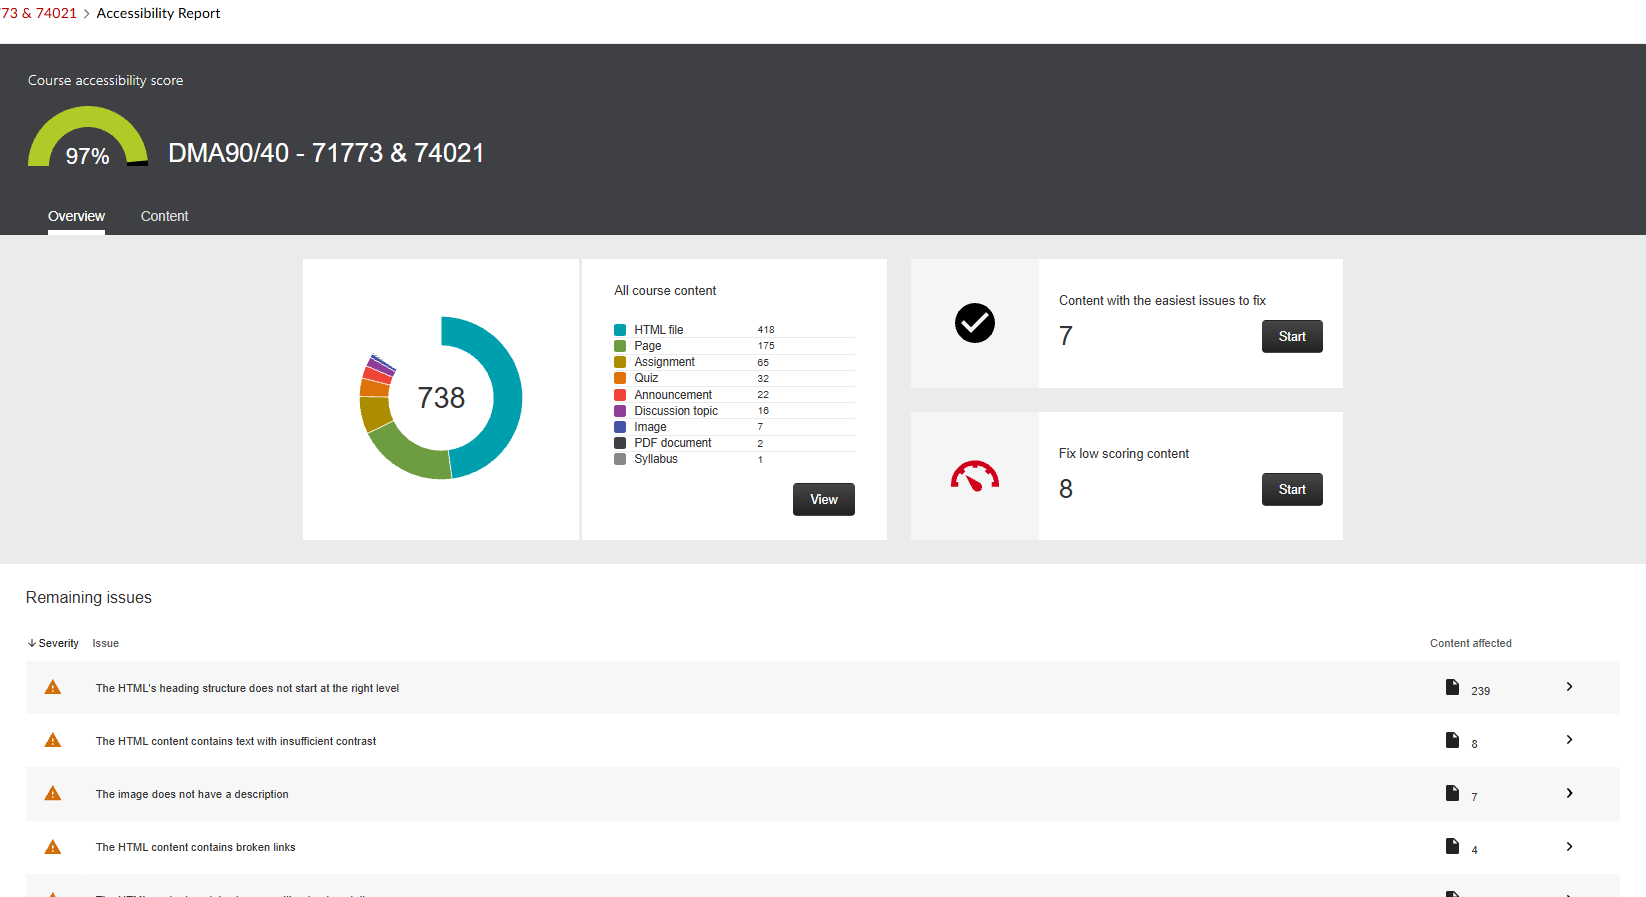 73 & 74021 > Accessibility Report
Course accessibility score
97%
DMA90/40 - 71773 & 74021
Overview Content
738
All course content
HTML file 418
Page 175
Assignment 65
Quiz 32
Announcement 22
Discussion topic 16
Image 7
PDF document 2
Syllabus 1
View
Content with the easiest issues to fix
7
Start
Fix low scoring content
8
Start
Remaining issues
Severity Issue Content affected
The HTML's heading structure does not start at the right level 239
The HTML content contains text with insufficient contrast 8
The image does not have a description 7
The HTML content contains broken links 4